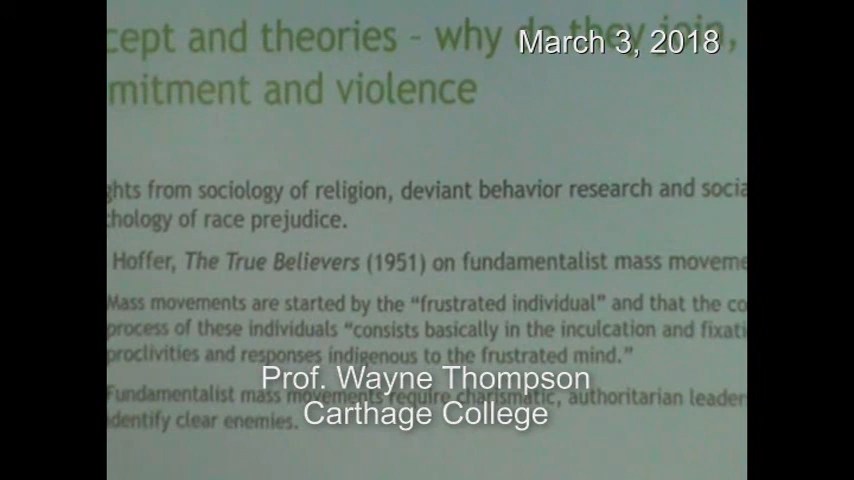 cept and theories - why do they join,
March 3, 2018
mitment and violence
ghts from sociology of religion, deviant behavior research and socia
chology of race prejudice.
Hoffer, The True Believers (1951) on fundamentalist mass moveme
Mass movements are started by the “frustrated individual” and that the co
process of these individuals “consists basically in the inculcation and fixati
proclivities and responses indigenous to the frustrated mind.”
Prof. Wayne Thompson
Fundamentalist mass movements require charismatic, authoritarian leader
Carthage College
identify clear enemies.